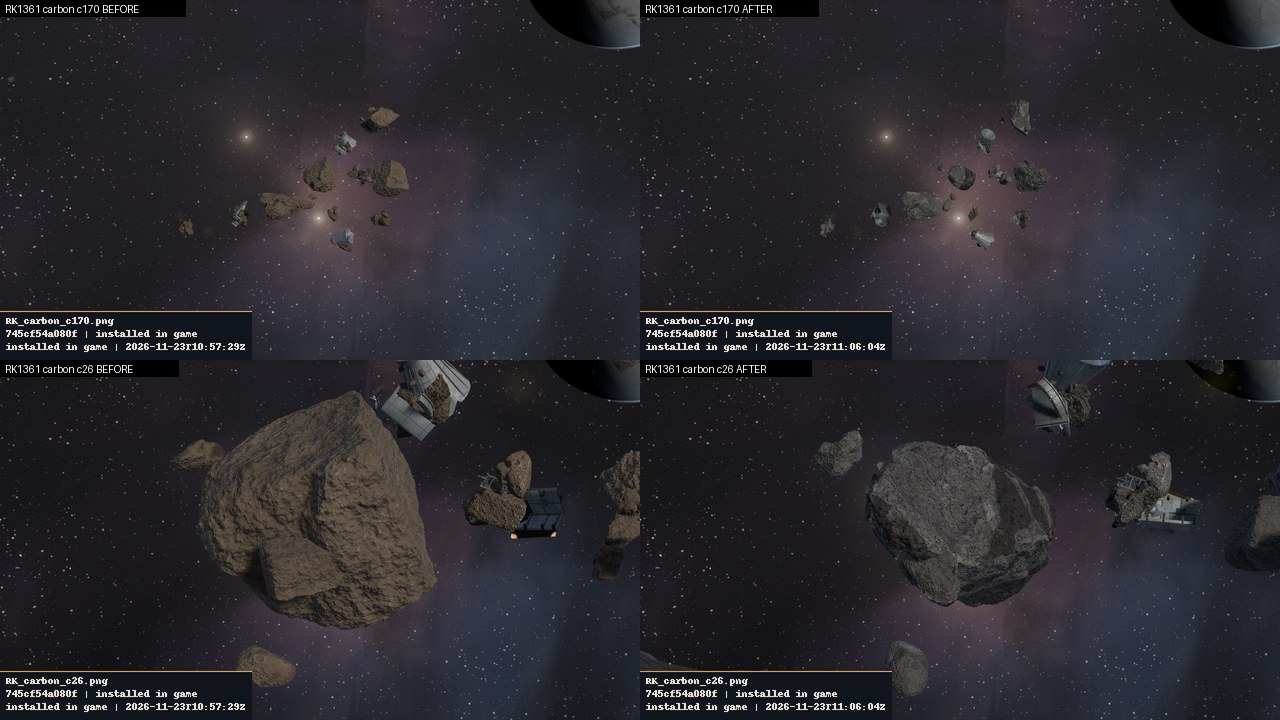 RK1361 carbon c170 BEFORE
RK1361 carbon c170 AFTER
RK_carbon_c170.png
745cf54a080f | installed in game
installed in game | 2026-11-23T10:57:29z
RK_carbon_c170.png
745cf54a080f | installed in game
installed in game | 2026-11-23T11:06:04z
RK1361 carbon c26 BEFORE
RK1361 carbon c26 AFTER
RK_carbon_c26.png
745cf54a080f | installed in game
installed in game | 2026-11-23T10:57:29z
RK_carbon_c26.png
745cf54a080f | installed in game
installed in game | 2026-11-23T11:06:04z